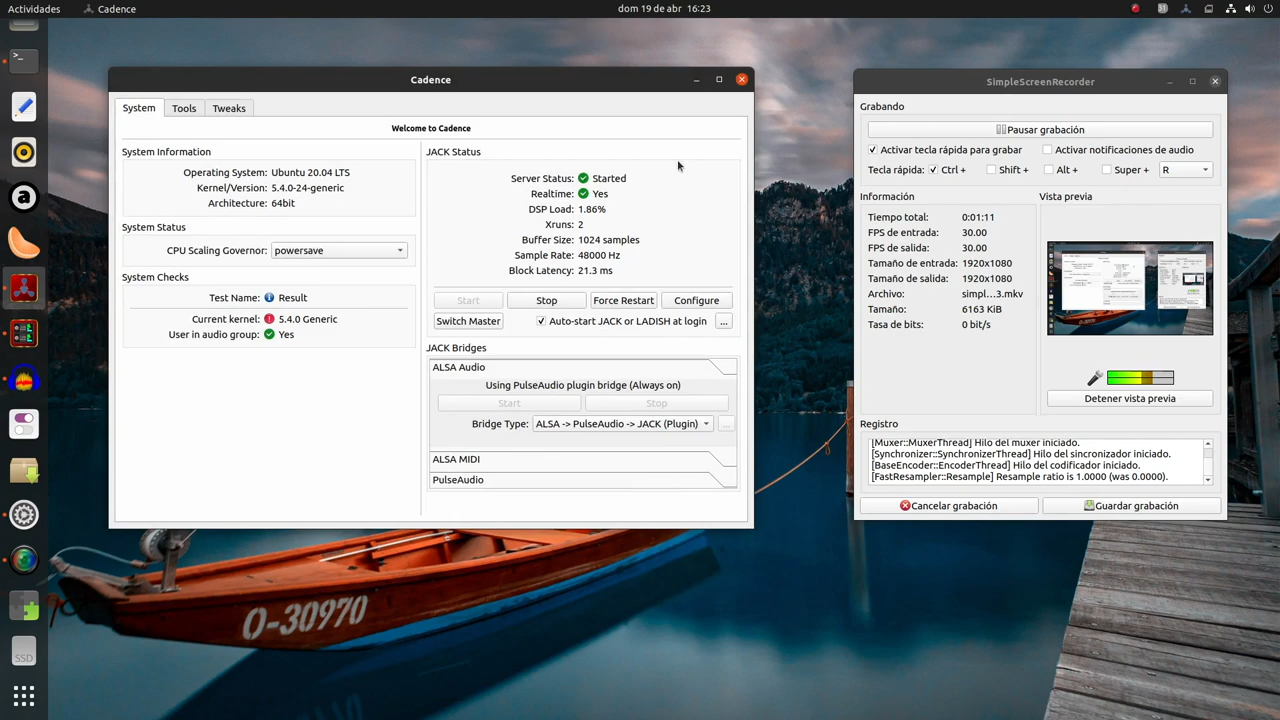 Actividades
Cadence
dom 19 de abr 16:23
31
Cadence
System
Tools
Tweaks
Welcome to Cadence
System Information
Operating System: Ubuntu 20.04 LTS
Kernel/Version: 5.4.0-24-generic
Architecture: 64bit
System Status
CPU Scaling Governor: powersave
System Checks
Test Name: Result
Current kernel: 5.4.0 Generic
User in audio group: Yes
JACK Status
Server Status: Started
Realtime: Yes
DSP Load: 1.86%
Xruns: 2
Buffer Size: 1024 samples
Sample Rate: 48000 Hz
Block Latency: 21.3 ms
Start Stop Force Restart Configure
Switch Master Auto-start JACK or LADISH at login ...
JACK Bridges
ALSA Audio
Using PulseAudio plugin bridge (Always on)
Start Stop
Bridge Type: ALSA -> PulseAudio -> JACK (Plugin) ...
ALSA MIDI
PulseAudio
SimpleScreenRecorder
Grabando
Pausar grabación
Activar tecla rápida para grabar Activar notificaciones de audio
Tecla rápida: Ctrl + Shift + Alt + Super + R
Información
Tiempo total: 0:01:11
FPS de entrada: 30.00
FPS de salida: 30.00
Tamaño de entrada: 1920x1080
Tamaño de salida: 1920x1080
Archivo: simpl...3.mkv
Tamaño: 6163 KiB
Tasa de bits: 0 bit/s
Vista previa
Detener vista previa
Registro
[Muxer::MuxerThread] Hilo del muxer iniciado.
[Synchronizer::SynchronizerThread] Hilo del sincronizador iniciado.
[BaseEncoder::EncoderThread] Hilo del codificador iniciado.
[FastResampler::Resample] Resample ratio is 1.0000 (was 0.0000).
Cancelar grabación Guardar grabación
O-30970
a
SSD